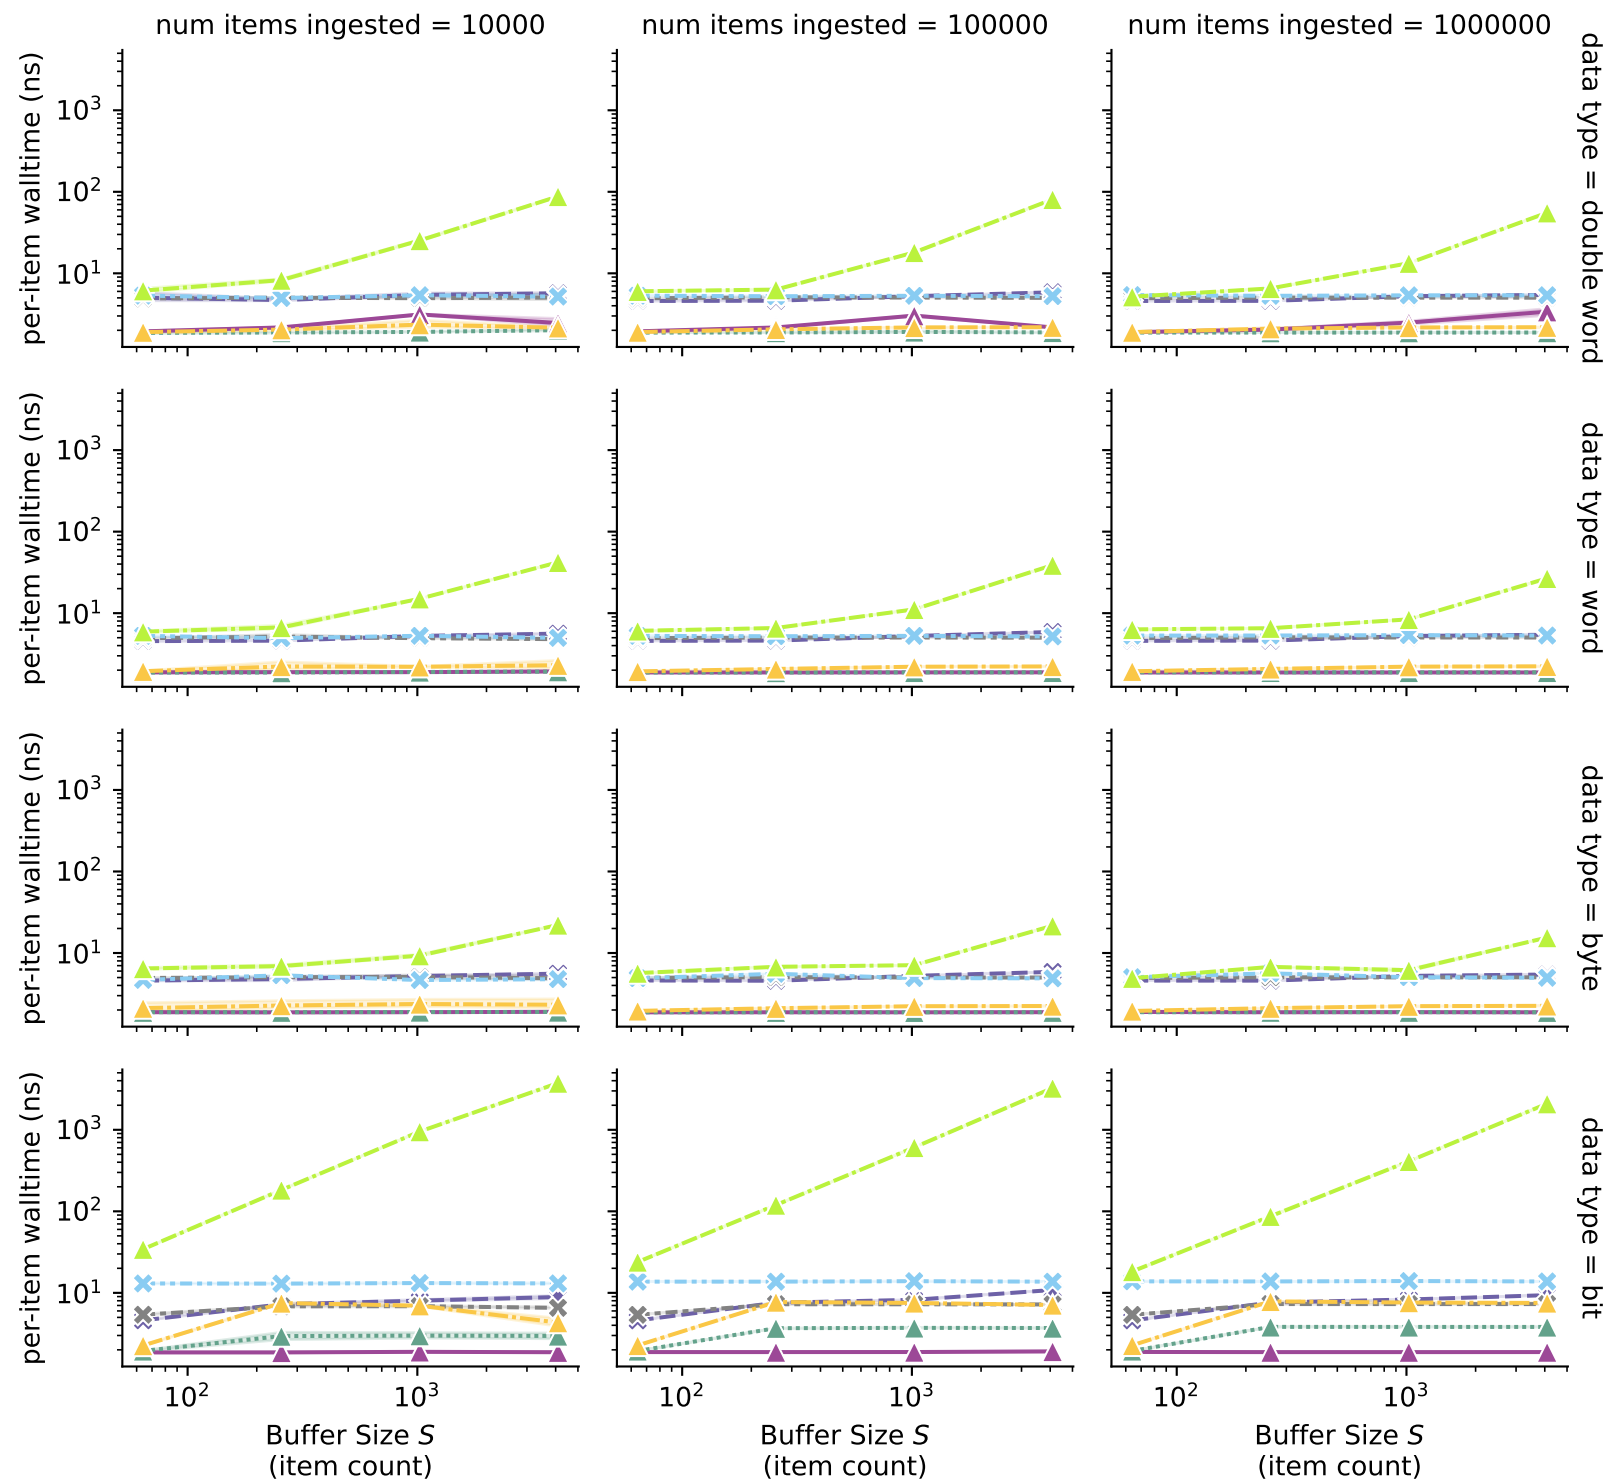 num items ingested = 10000
num items ingested = 100000
num items ingested = 1000000
per-item walltime (ns)
10³
10²
10¹
data type = double word
per-item walltime (ns)
10³
10²
10¹
data type = word
per-item walltime (ns)
10³
10²
10¹
data type = byte
per-item walltime (ns)
10³
10²
10¹
data type = bit
10²
10³
10²
10³
10²
10³
Buffer Size S
(item count)
Buffer Size S
(item count)
Buffer Size S
(item count)